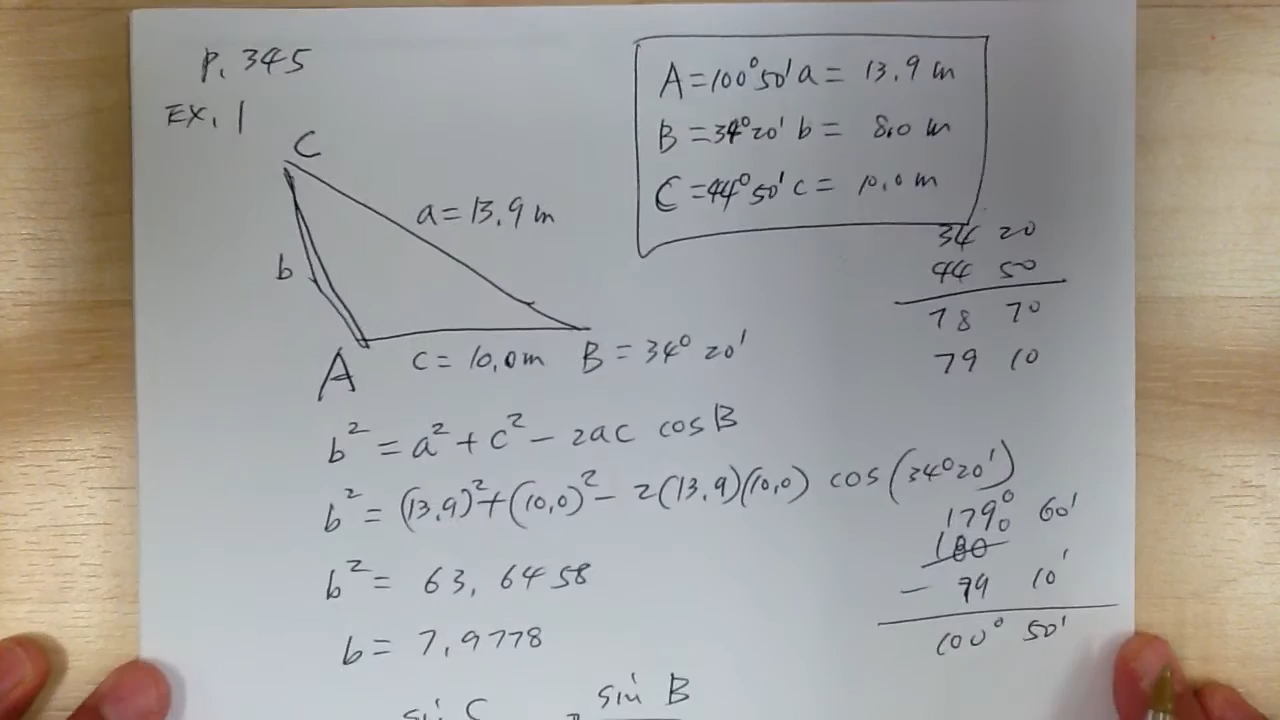 P. 345
EX. 1
A = 100°50' a = 13.9 m
B = 34°20' b = 8.0 m
C = 44°50' c = 10.0 m
C
a = 13.9 m
b
A
c = 10.0 m B = 34° 20'
34 20
44 50
78 70
79 10
b² = a² + c² - 2ac cos B
b² = (13.9)² + (10.0)² - 2(13.9)(10.0) cos (34°20')
b² = 63.6458
b = 7.9778
179° 60'
180°
- 79 10'
100° 50'
sin C = sin B